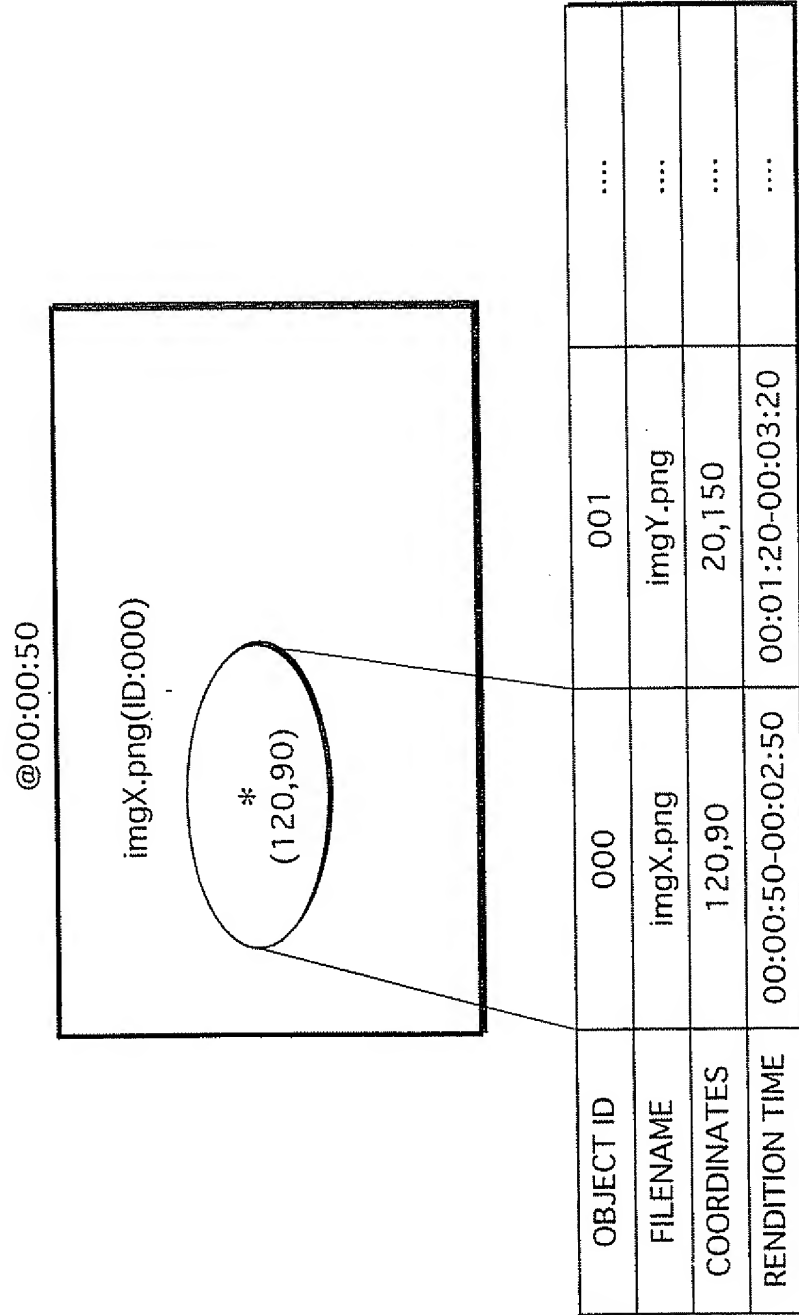 @00:00:50
imgX.png(ID:000)
*
(120,90)
OBJECT ID 000 001 ....
FILENAME imgX.png imgY.png ....
COORDINATES 120,90 20,150 ....
RENDITION TIME 00:00:50-00:02:50 00:01:20-00:03:20 ....